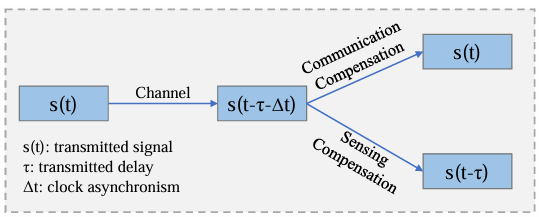 s(t)
Channel
s(t-τ-Δt)
Communication
Compensation
s(t)
Sensing
Compensation
s(t-τ)
s(t): transmitted signal
τ: transmitted delay
Δt: clock asynchronism